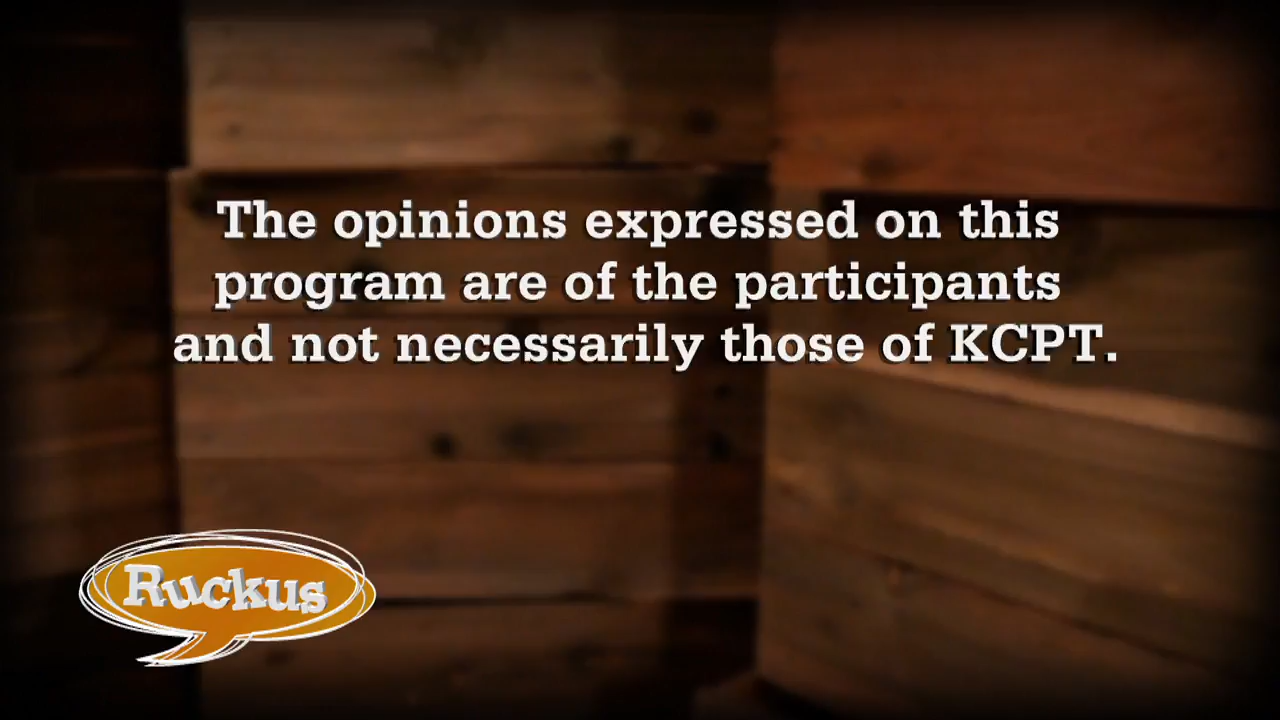 The opinions expressed on this
program are of the participants
and not necessarily those of KCPT.
Ruckus